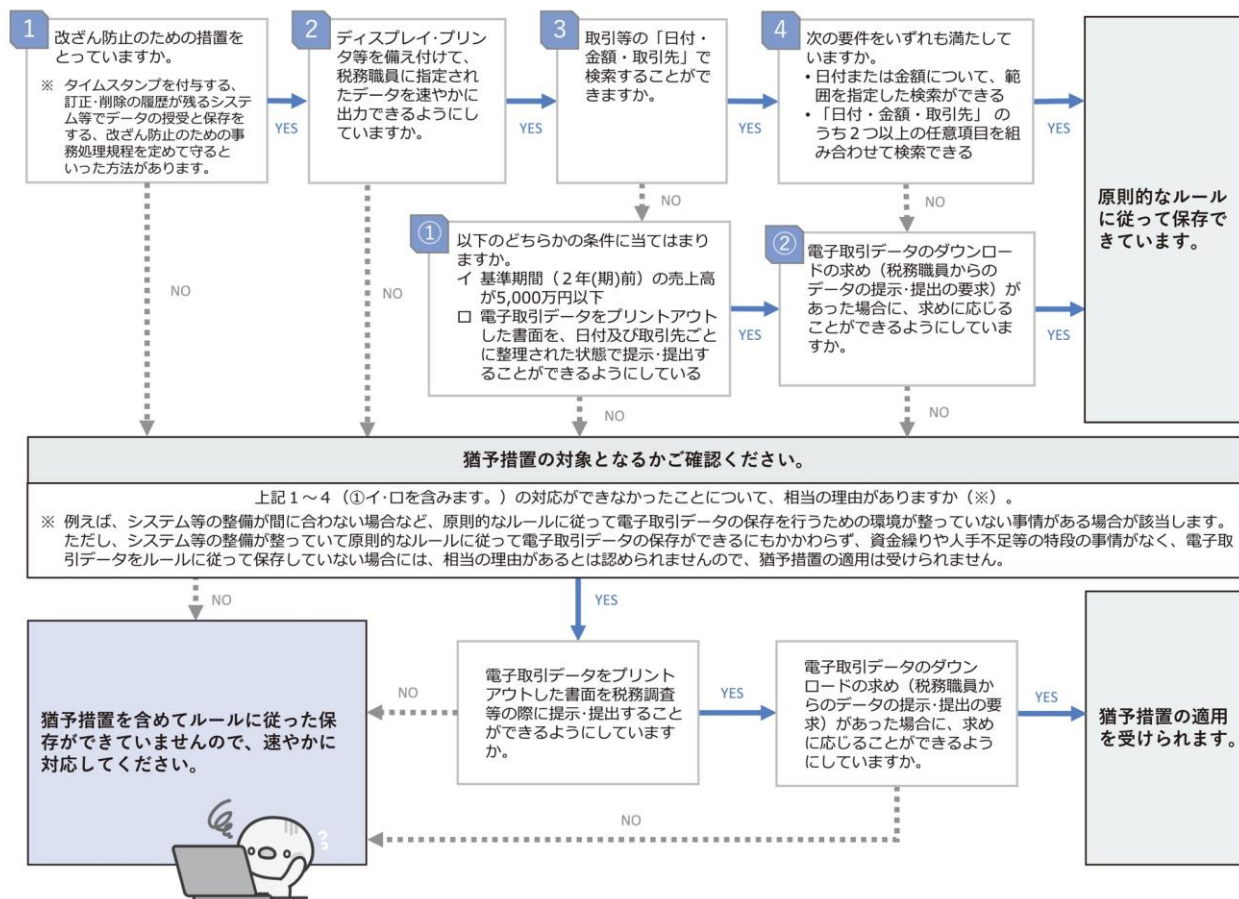 1
改ざん防止のための措置を
とっていますか。
※ タイムスタンプを付与する、
訂正･削除の履歴が残るシステ
ム等でデータの授受と保存を
する、改ざん防止のための事
務処理規程を定めて守ると
いった方法があります。
YES
2
ディスプレイ･プリン
タ等を備え付けて、
税務職員に指定され
たデータを速やかに
出力できるようにし
ていますか。
YES
3
取引等の「日付・
金額・取引先」で
検索することがで
きますか。
YES
4
次の要件をいずれも満たして
いますか。
• 日付または金額について、範
囲を指定した検索ができる
• 「日付・金額・取引先」 の
うち２つ以上の任意項目を組
み合わせて検索できる
YES
原則的なルール
に従って保存で
きています。
NO
NO
NO
NO
①
以下のどちらかの条件に当てはまり
ますか。
イ 基準期間（２年(期)前）の売上高
が5,000万円以下
ロ 電子取引データをプリントアウト
した書面を、日付及び取引先ごと
に整理された状態で提示･提出す
ることができるようにしている
YES
②
電子取引データのダウンロー
ドの求め（税務職員からの
データの提示･提出の要求）が
あった場合に、求めに応じる
ことができるようにしていま
すか。
YES
NO
NO
猶予措置の対象となるかご確認ください。
上記１～４（①イ･ロを含みます。）の対応ができなかったことについて、相当の理由がありますか（※）。
※ 例えば、システム等の整備が間に合わない場合など、原則的なルールに従って電子取引データの保存を行うための環境が整っていない事情がある場合が該当します。
ただし、システム等の整備が整っていて原則的なルールに従って電子取引データの保存ができるにもかかわらず、資金繰りや人手不足等の特段の事情がなく、電子取
引データをルールに従って保存していない場合には、相当の理由があるとは認められませんので、猶予措置の適用は受けられません。
NO
YES
猶予措置を含めてルールに従った保
存ができていませんので、速やかに
対応してください。
NO
電子取引データをプリント
アウトした書面を税務調査
等の際に提示･提出すること
ができるようにしています
か。
YES
電子取引データのダウン
ロードの求め（税務職員か
らのデータの提示･提出の要
求）があった場合に、求め
に応じることができるよう
にしていますか。
YES
猶予措置の適用
を受けられます。
NO